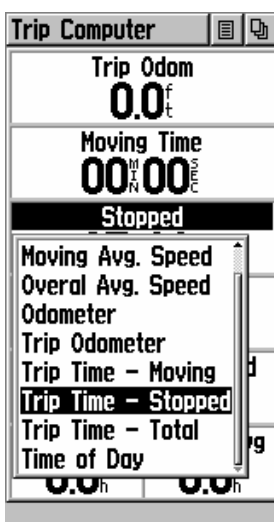 Trip Computer
Trip Odom
0.0 ft
Moving Time
00 MIN 00 SEC
Stopped
Moving Avg. Speed
Overal Avg. Speed
Odometer
Trip Odometer
Trip Time - Moving
Trip Time - Stopped
Trip Time - Total
Time of Day